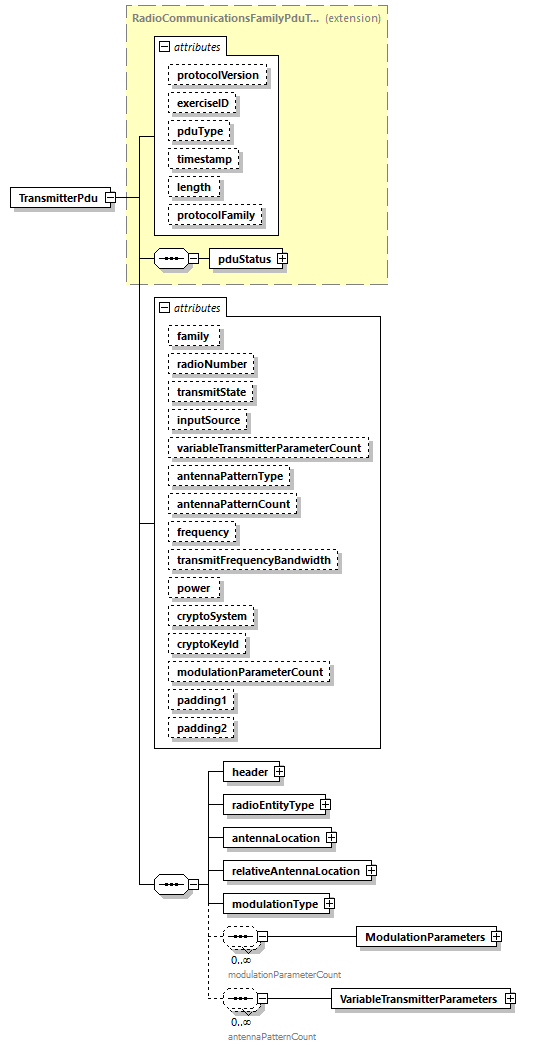 RadioCommunicationsFamilyPduT... (extension)
attributes
protocolVersion
exerciseID
pduType
timestamp
length
protocolFamily
TransmitterPdu
pduStatus
attributes
family
radioNumber
transmitState
inputSource
variableTransmitterParameterCount
antennaPatternType
antennaPatternCount
frequency
transmitFrequencyBandwidth
power
cryptoSystem
cryptoKeyId
modulationParameterCount
padding1
padding2
header
radioEntityType
antennaLocation
relativeAntennaLocation
modulationType
ModulationParameters
0..∞
modulationParameterCount
VariableTransmitterParameters
0..∞
antennaPatternCount